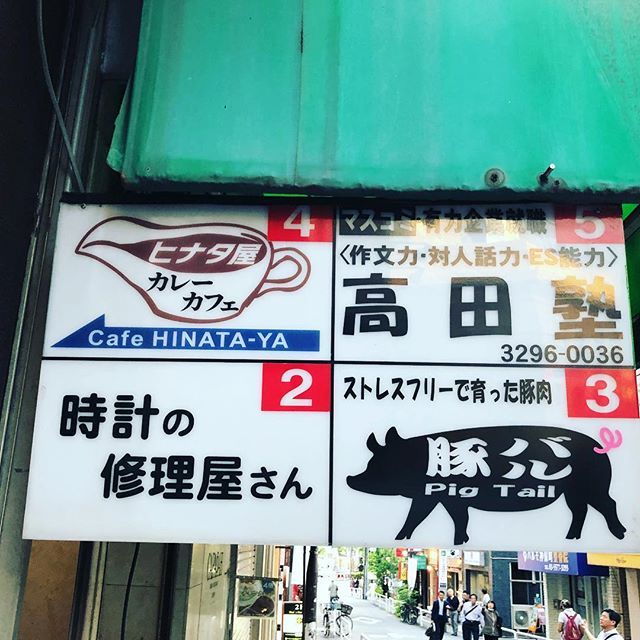 4
ヒナタ屋
カレー
カフェ
Cafe HINATA-YA
5
マスコミ・有力企業就職
〈作文力・対人話力・ES能力〉
高田塾
3296-0036
2
時計の
修理屋さん
3
ストレスフリーで育った豚肉
豚バル
Pig Tail